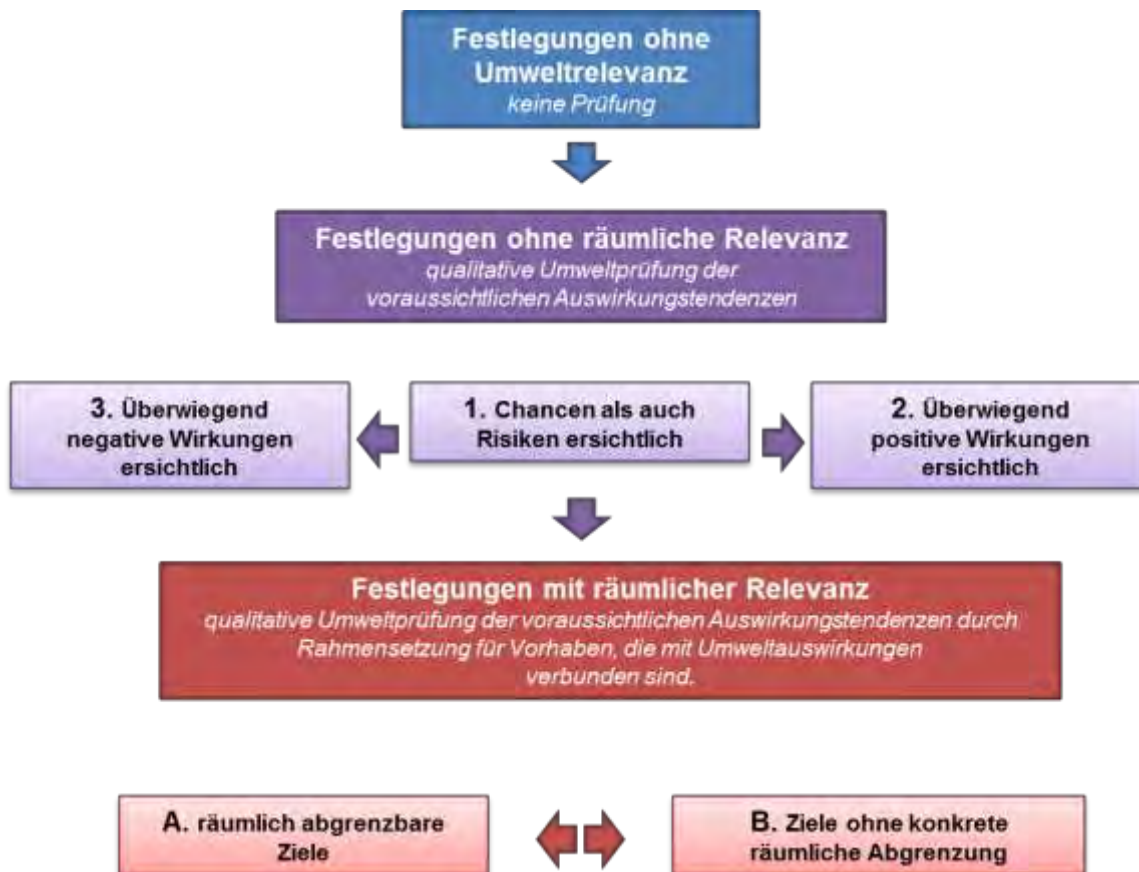 Festlegungen ohne
Umweltrelevanz
keine Prüfung
Festlegungen ohne räumliche Relevanz
qualitative Umweltprüfung der
voraussichtlichen Auswirkungstendenzen
3. Überwiegend
negative Wirkungen
ersichtlich
1. Chancen als auch
Risiken ersichtlich
2. Überwiegend
positive Wirkungen
ersichtlich
Festlegungen mit räumlicher Relevanz
qualitative Umweltprüfung der voraussichtlichen Auswirkungstendenzen durch
Rahmensetzung für Vorhaben, die mit Umweltauswirkungen
verbunden sind.
A. räumlich abgrenzbare
Ziele
B. Ziele ohne konkrete
räumliche Abgrenzung